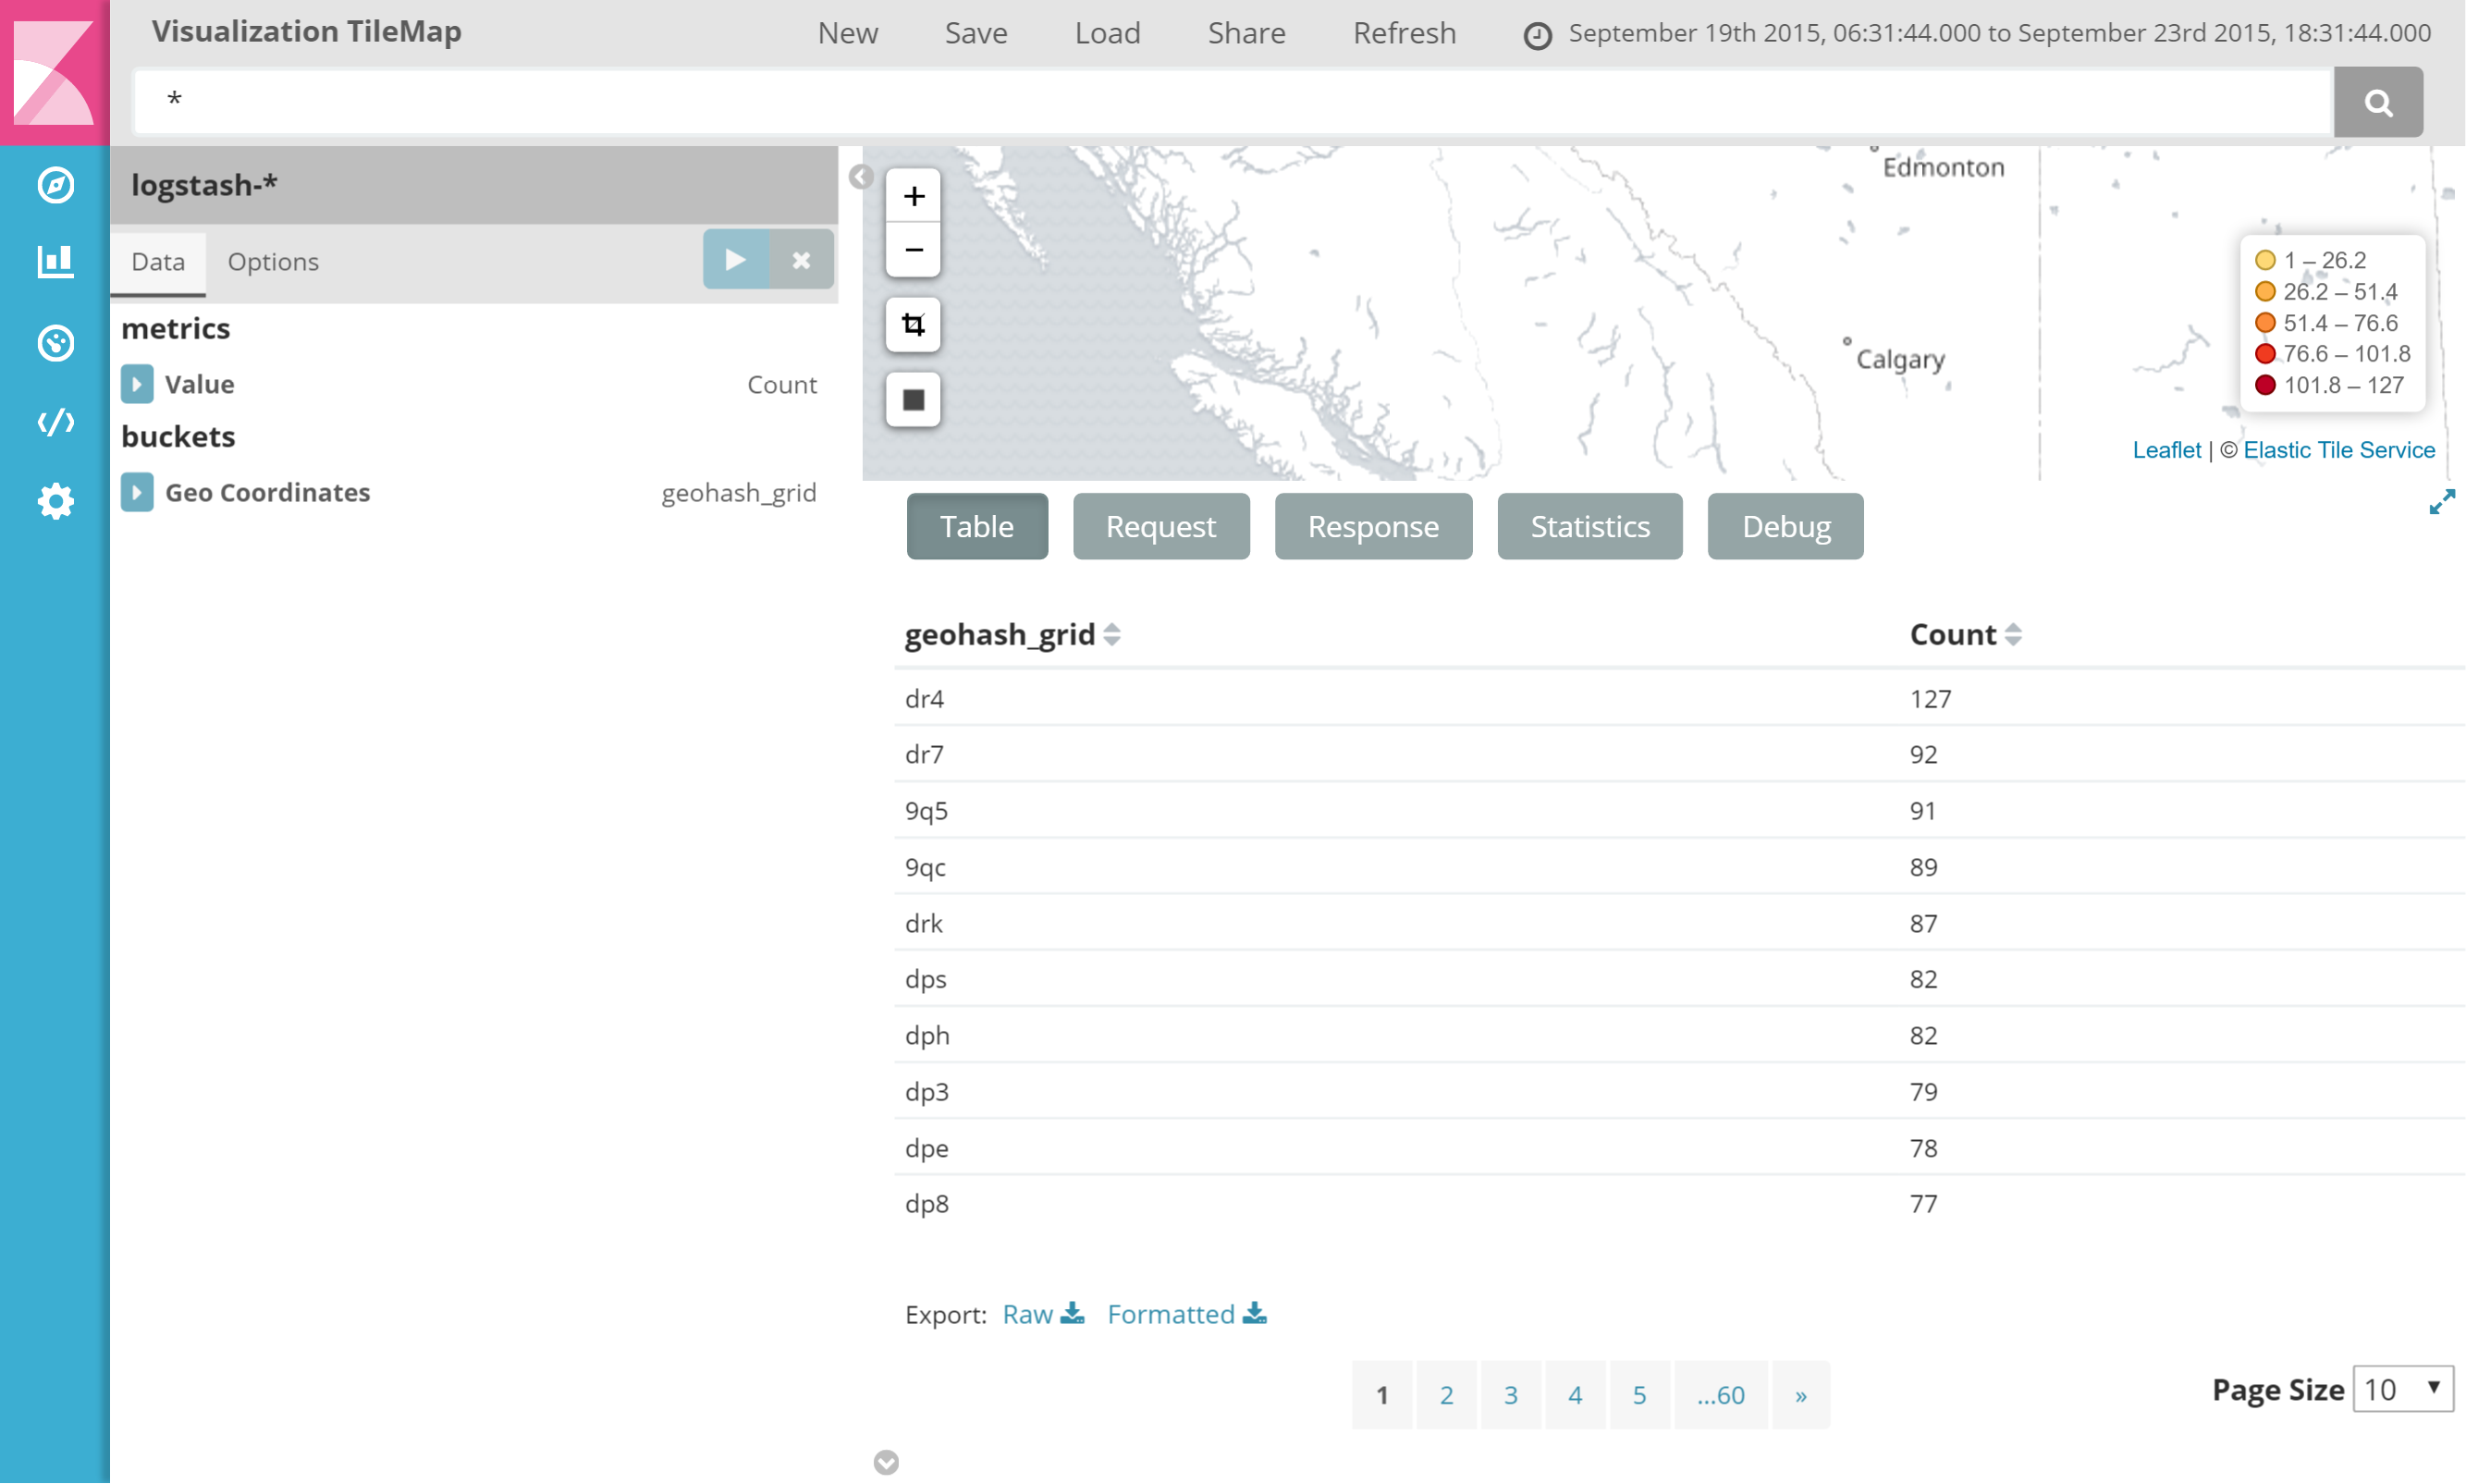 Visualization TileMap
New Save Load Share Refresh September 19th 2015, 06:31:44.000 to September 23rd 2015, 18:31:44.000
*
logstash-*
Data Options
metrics
Value Count
buckets
Geo Coordinates geohash_grid
+
−
Edmonton
Calgary
1 – 26.2
26.2 – 51.4
51.4 – 76.6
76.6 – 101.8
101.8 – 127
Leaflet | © Elastic Tile Service
Table Request Response Statistics Debug
geohash_grid Count
dr4 127
dr7 92
9q5 91
9qc 89
drk 87
dps 82
dph 82
dp3 79
dpe 78
dp8 77
Export: Raw Formatted
1 2 3 4 5 ...60 »
Page Size 10